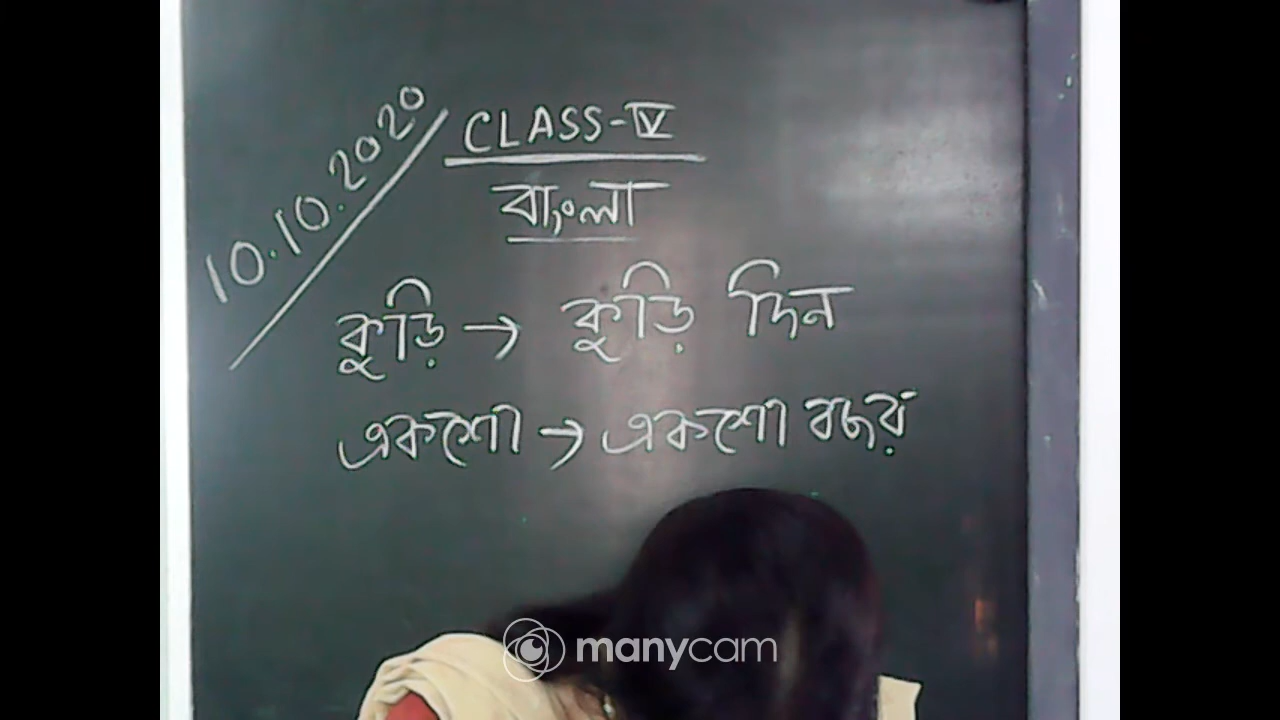 10.10.2020
CLASS-IV
বাংলা
কুড়ি → কুড়ি দিন
একশো → একশো বছর
manycam